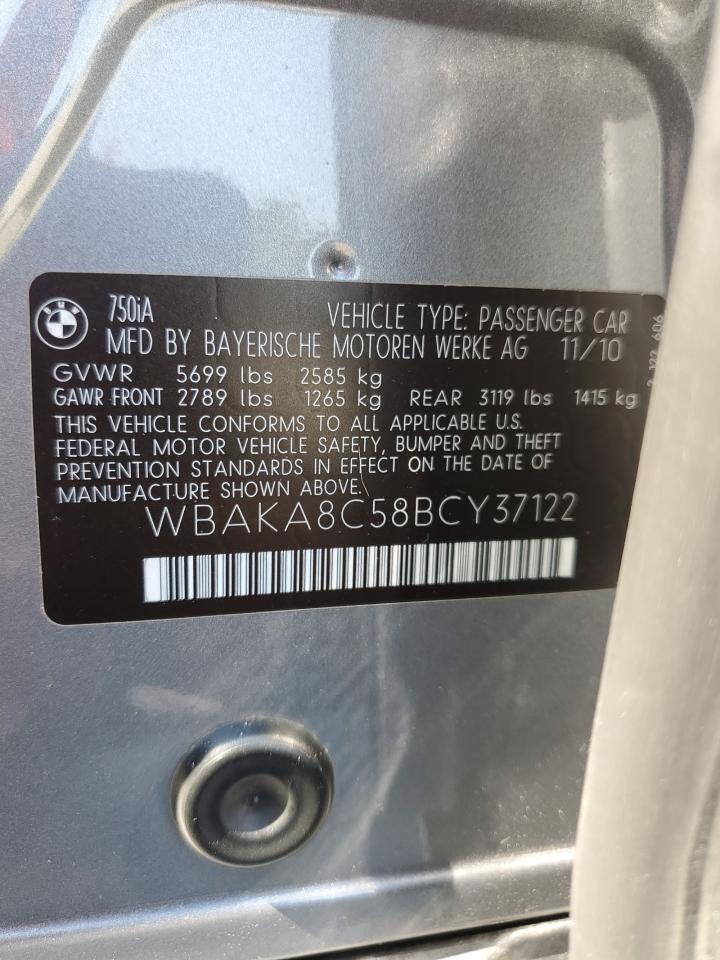 BMW
750iA
VEHICLE TYPE: PASSENGER CAR
MFD BY BAYERISCHE MOTOREN WERKE AG 11/10
GVWR 5699 lbs 2585 kg
GAWR FRONT 2789 lbs 1265 kg REAR 3119 lbs 1415 kg
THIS VEHICLE CONFORMS TO ALL APPLICABLE U.S.
FEDERAL MOTOR VEHICLE SAFETY, BUMPER AND THEFT
PREVENTION STANDARDS IN EFFECT ON THE DATE OF
MANUFACTURE SHOWN ABOVE.
WBAKA8C58BCY37122
606